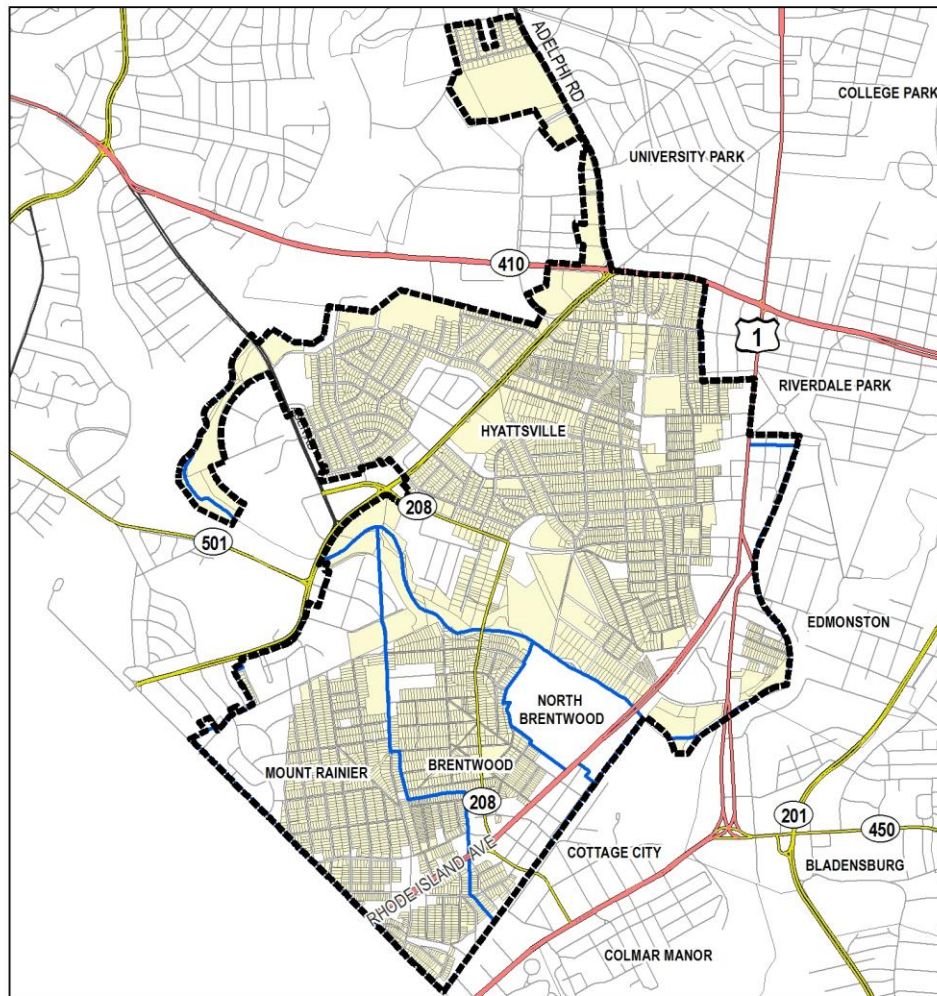 ADELPHI RD
COLLEGE PARK
UNIVERSITY PARK
410
1
RIVERDALE PARK
HYATTSVILLE
208
501
EDMONSTON
NORTH
BRENTWOOD
MOUNT RAINIER
BRENTWOOD
208
201
450
COTTAGE CITY
BLADENSBURG
RHODE ISLAND AVE
COLMAR MANOR